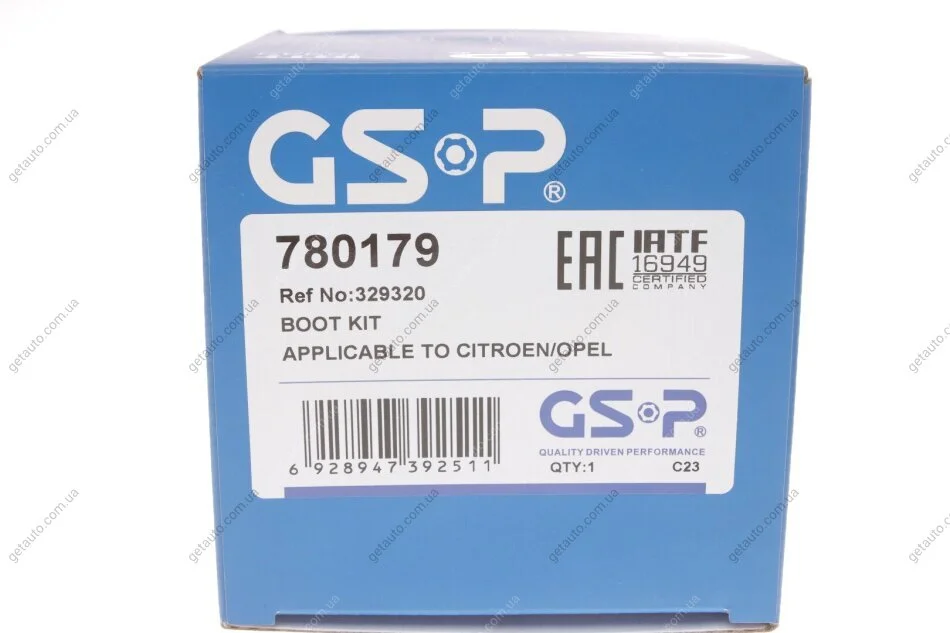 GSP®
780179
EAC
IATF
16949
CERTIFIED
COMPANY
Ref No:329320
BOOT KIT
APPLICABLE TO CITROEN/OPEL
GSP®
QUALITY DRIVEN PERFORMANCE
6 928947 392511
QTY:1
C23
getauto.com.ua